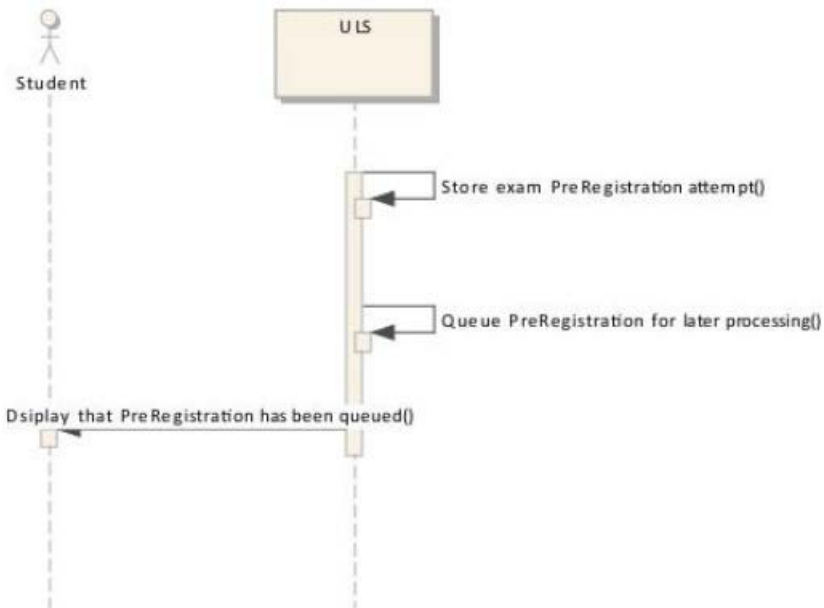 ULS
Student
Store exam PreRegistration attempt()
Queue PreRegistration for later processing()
Dsiplay that PreRegistration has been queued()